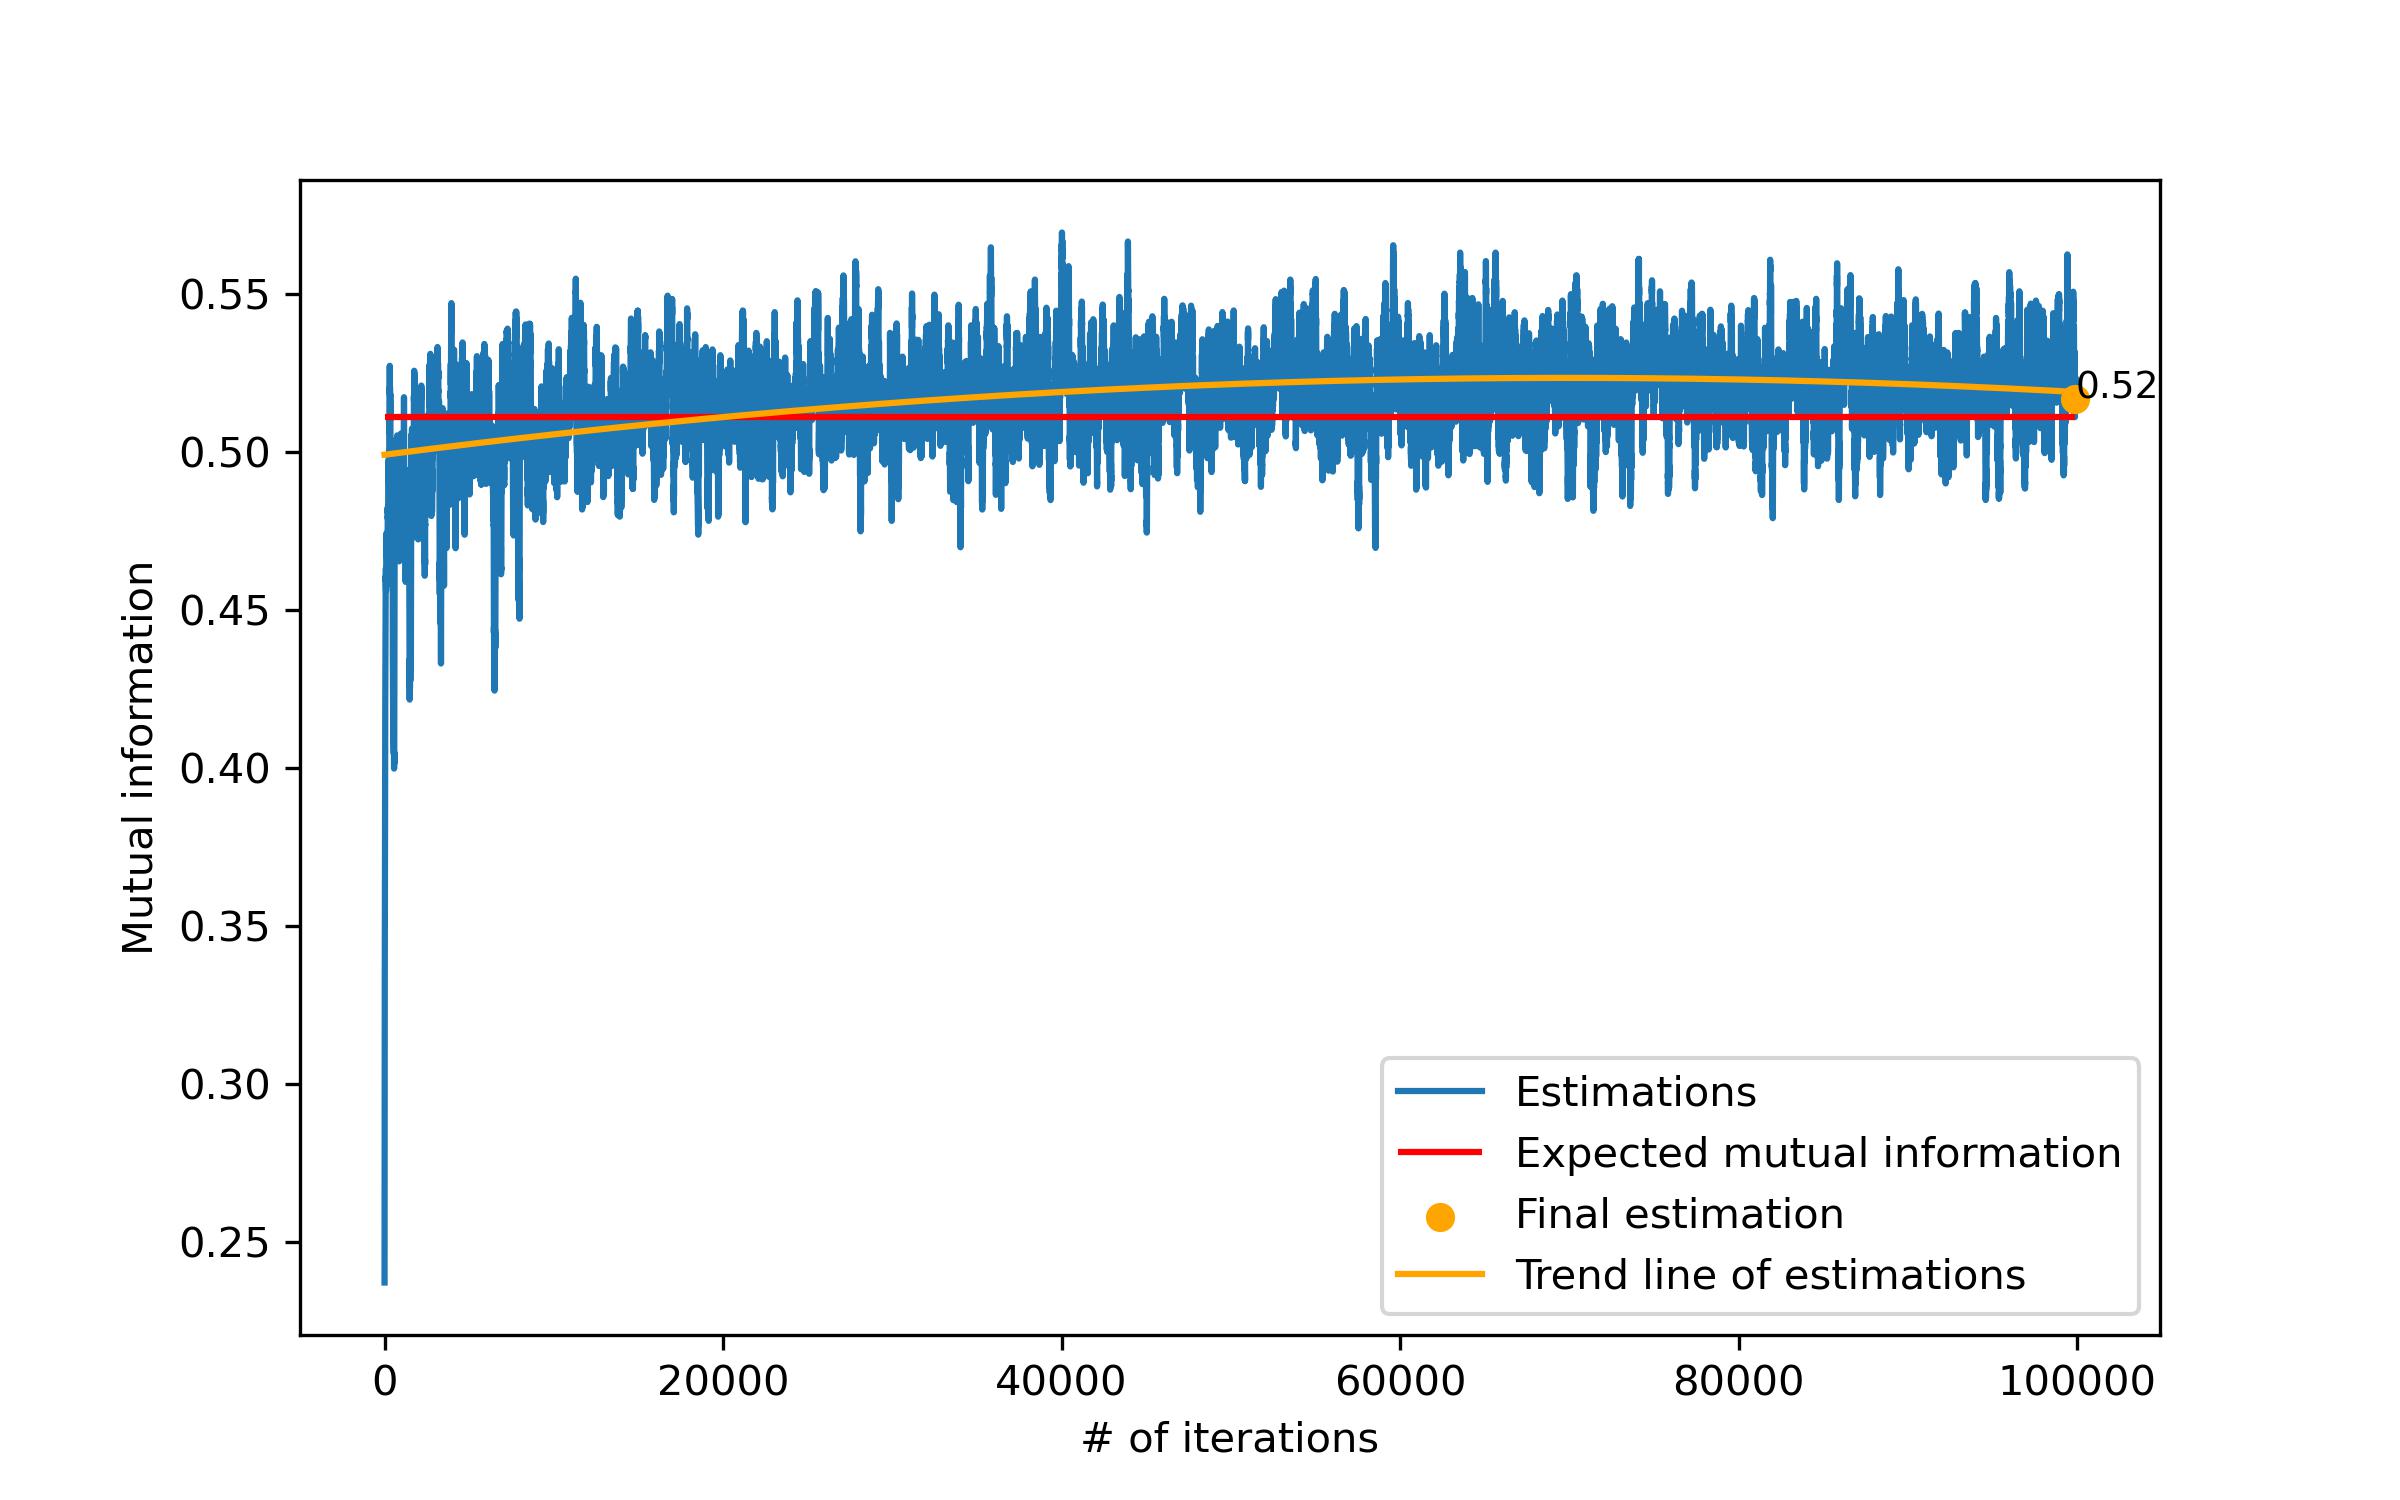 0.55
0.50
0.45
0.40
0.35
0.30
0.25
Mutual information
0.52
Estimations
Expected mutual information
Final estimation
Trend line of estimations
0 20000 40000 60000 80000 100000
# of iterations